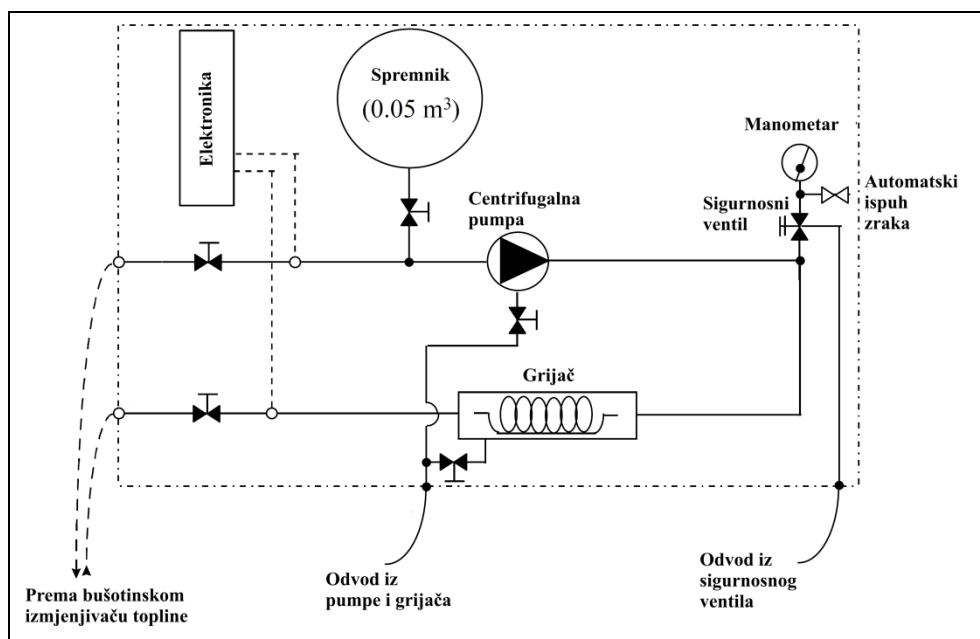 Elektronika
Spremnik
(0.05 m³)
Manometar
Centrifugalna
pumpa
Sigurnosni
ventil
Automatski
ispuh
zraka
Grijač
Prema bušotinskom
izmjenjivaču topline
Odvod iz
pumpe i grijača
Odvod iz
sigurnosnog
ventila